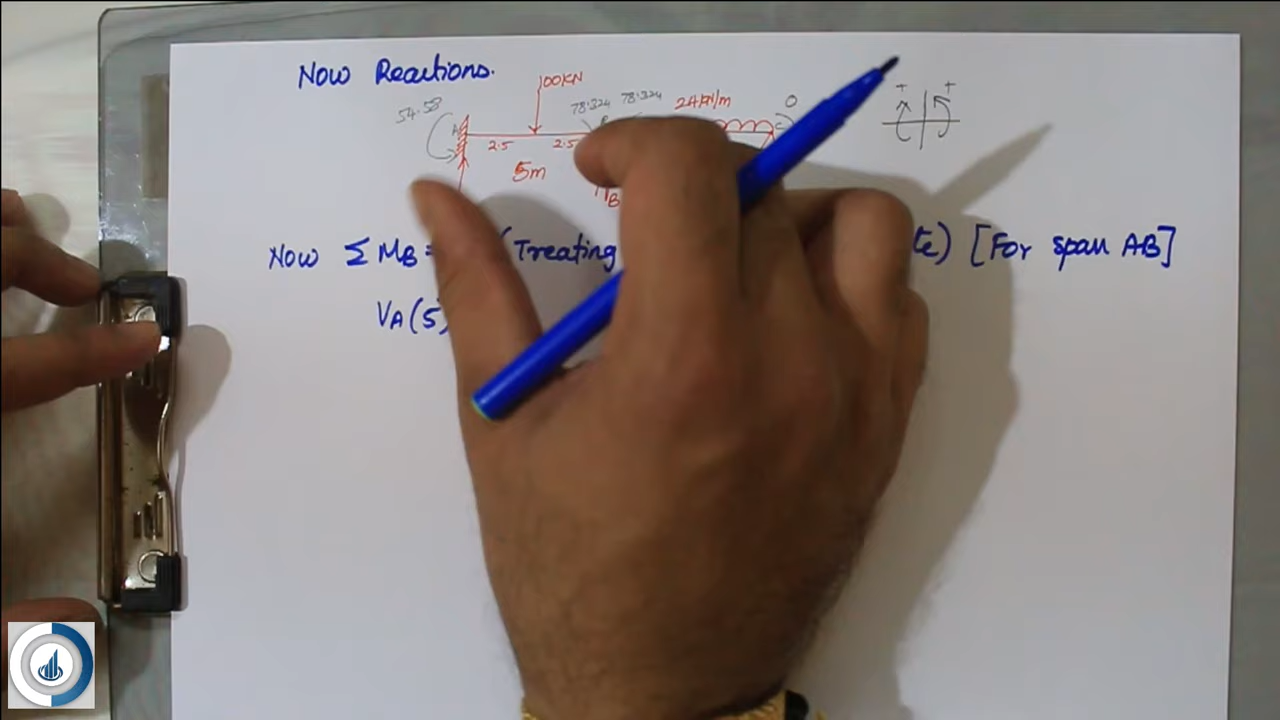 Now Reactions.
100KN
54.58 78.324 78.324 24kN/m 0 + +
A 2.5 2.5
5m
B
Now Σ MB = (Treating te) [For span AB]
VA(5)